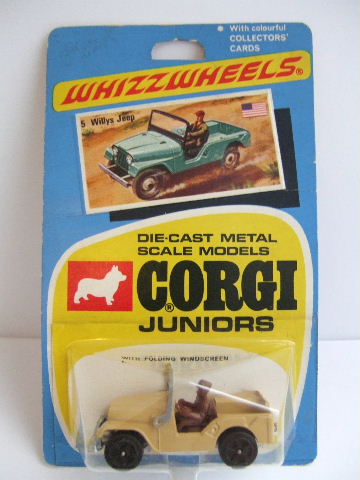 With colourful
COLLECTORS'
CARDS
WHIZZWHEELS®
5 Willys Jeep
DIE-CAST METAL
SCALE MODELS
CORGI®
JUNIORS
WITH FOLDING WINDSCREEN